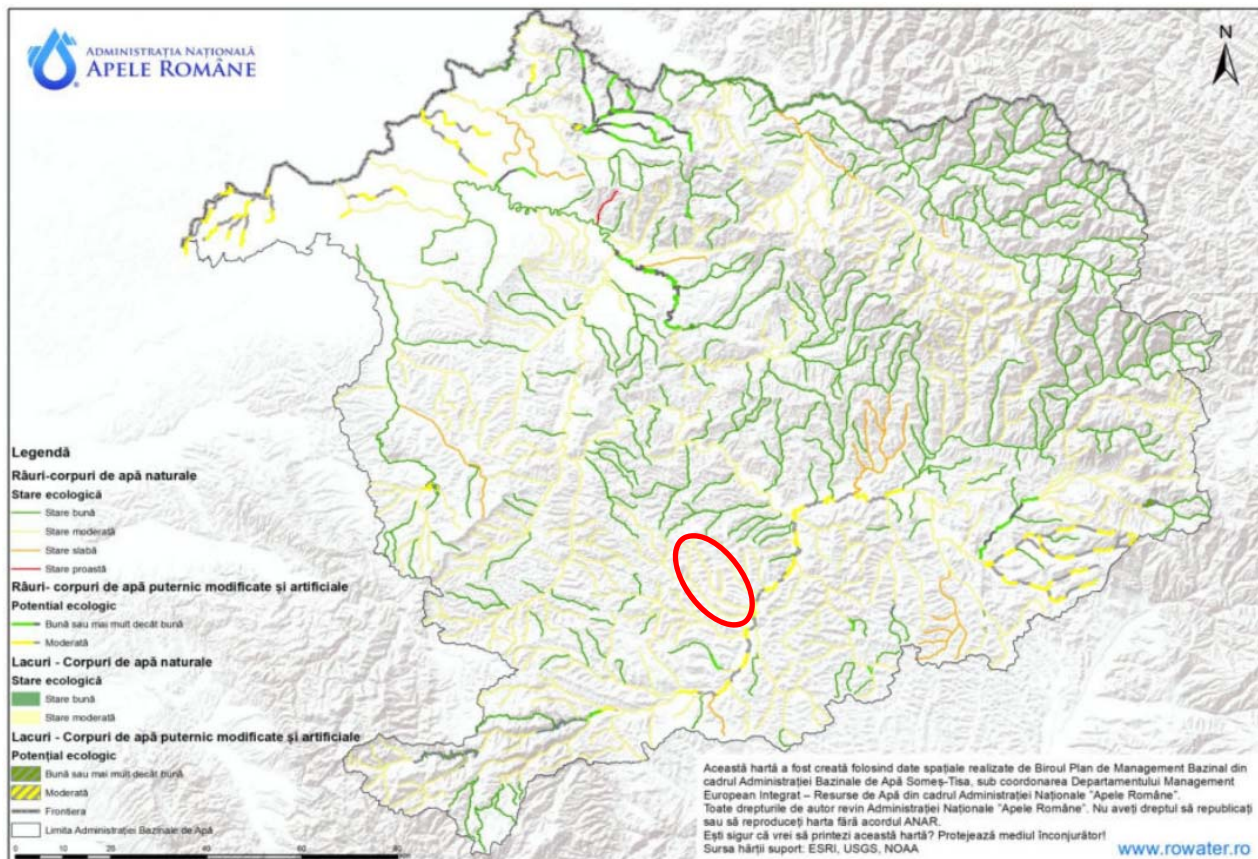 ADMINISTRAȚIA NAȚIONALĂ
APELE ROMÂNE
N
Legendă
Râuri-corpuri de apă naturale
Stare ecologică
Stare bună
Stare moderată
Stare slabă
Stare proastă
Râuri- corpuri de apă puternic modificate și artificiale
Potential ecologic
Bună sau mai mult decât bună
Moderată
Lacuri - Corpuri de apă naturale
Stare ecologică
Stare bună
Stare moderată
Lacuri - Corpuri de apă puternic modificate și artificiale
Potențial ecologic
Bună sau mai mult decât bună
Moderată
Frontiera
Limita Administrației Bazinale de Apă
Această hartă a fost creată folosind date spațiale realizate de Biroul Plan de Management Bazinal din
cadrul Administrației Bazinale de Apă Someș-Tisa, sub coordonarea Departamentului Management
European Integrat – Resurse de Apă din cadrul Administrației Naționale "Apele Române".
Toate drepturile de autor revin Administrației Naționale "Apele Române". Nu aveți dreptul să republicați
sau să reproduceți harta fără acordul ANAR.
Ești sigur că vrei să printezi această hartă? Protejează mediul înconjurător!
Sursa hărții suport: ESRI, USGS, NOAA
www.rowater.ro